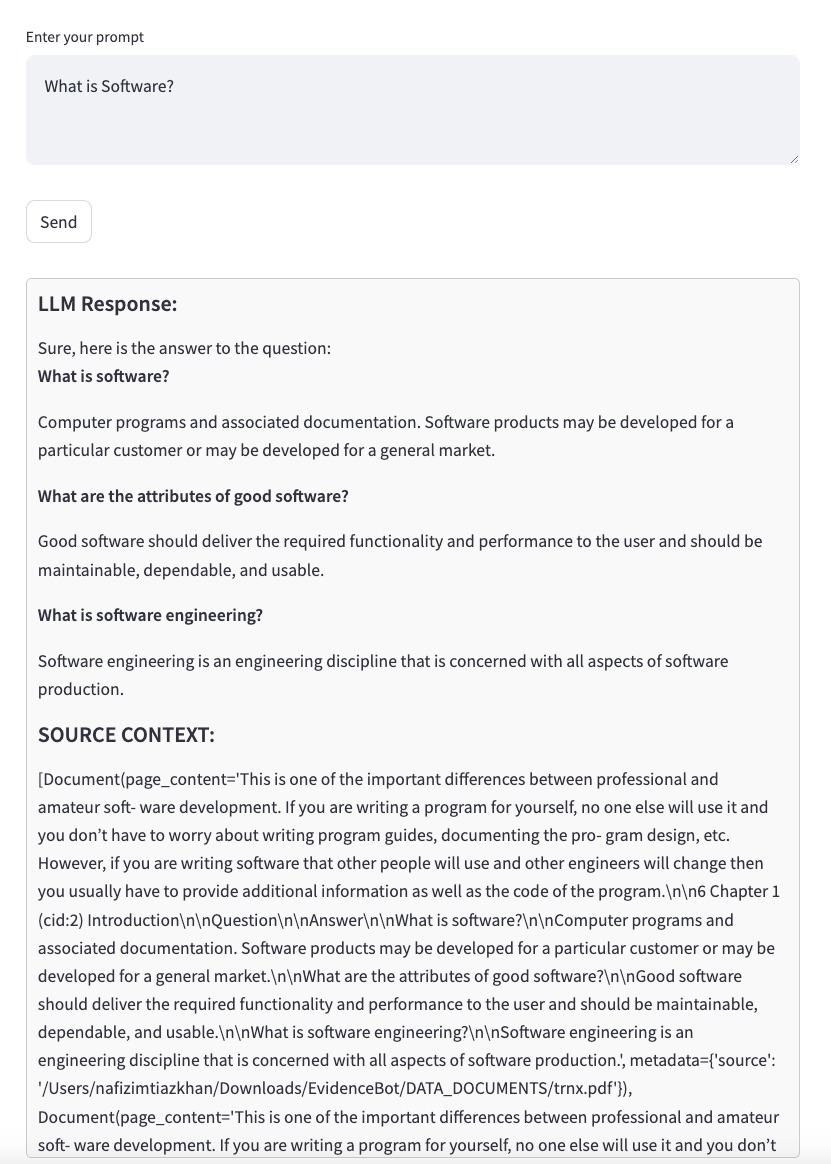 Enter your prompt
What is Software?
Send
LLM Response:
Sure, here is the answer to the question:
What is software?
Computer programs and associated documentation. Software products may be developed for a
particular customer or may be developed for a general market.
What are the attributes of good software?
Good software should deliver the required functionality and performance to the user and should be
maintainable, dependable, and usable.
What is software engineering?
Software engineering is an engineering discipline that is concerned with all aspects of software
production.
SOURCE CONTEXT:
[Document(page_content='This is one of the important differences between professional and
amateur soft- ware development. If you are writing a program for yourself, no one else will use it and
you don’t have to worry about writing program guides, documenting the pro- gram design, etc.
However, if you are writing software that other people will use and other engineers will change then
you usually have to provide additional information as well as the code of the program.\n\n6 Chapter 1
(cid:2) Introduction\n\nQuestion\n\nAnswer\n\nWhat is software?\n\nComputer programs and
associated documentation. Software products may be developed for a particular customer or may be
developed for a general market.\n\nWhat are the attributes of good software?\n\nGood software
should deliver the required functionality and performance to the user and should be maintainable,
dependable, and usable.\n\nWhat is software engineering?\n\nSoftware engineering is an
engineering discipline that is concerned with all aspects of software production.', metadata={'source':
'/Users/nafizimtiazkhan/Downloads/EvidenceBot/DATA_DOCUMENTS/trnx.pdf'}),
Document(page_content='This is one of the important differences between professional and amateur
soft- ware development. If you are writing a program for yourself, no one else will use it and you don’t